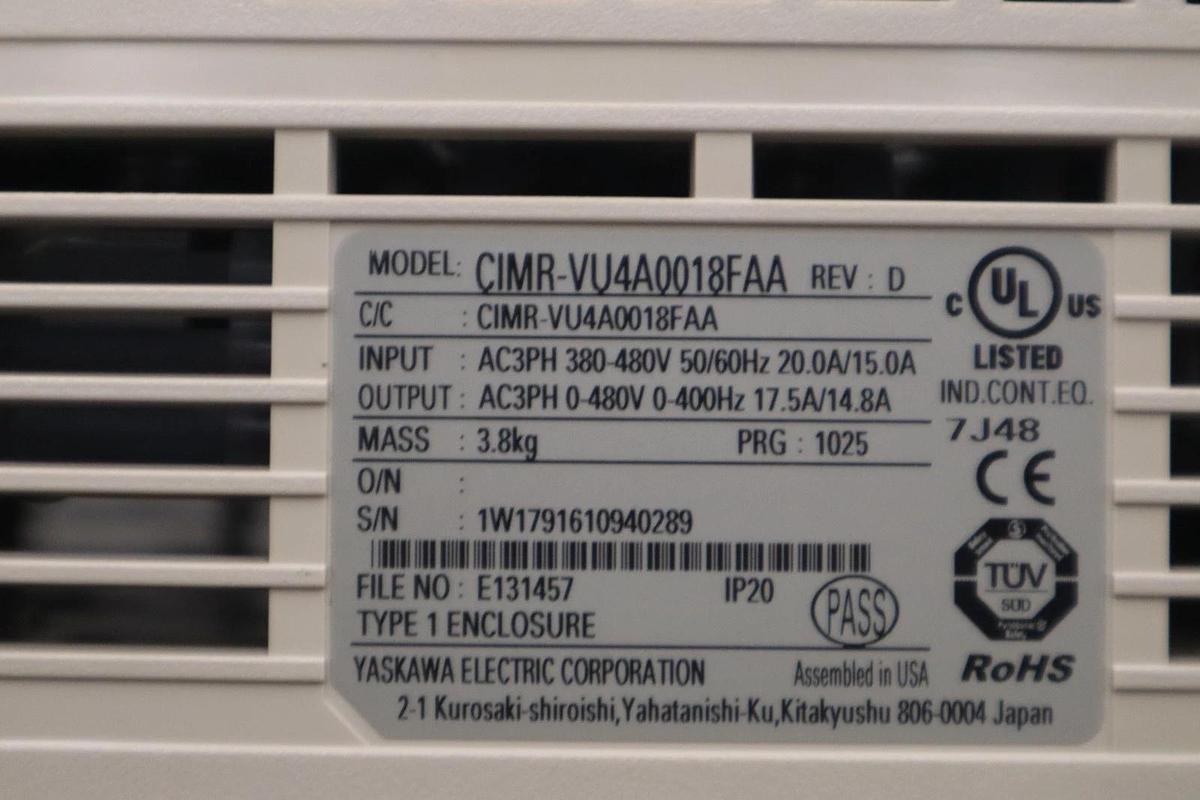 MODEL: CIMR-VU4A0018FAA REV : D
C/C : CIMR-VU4A0018FAA
INPUT : AC3PH 380-480V 50/60Hz 20.0A/15.0A
OUTPUT : AC3PH 0-480V 0-400Hz 17.5A/14.8A
MASS : 3.8kg PRG : 1025
O/N :
S/N : 1W1791610940289
FILE NO : E131457 IP20
TYPE 1 ENCLOSURE
PASS
YASKAWA ELECTRIC CORPORATION Assembled in USA
2-1 Kurosaki-shiroishi,Yahatanishi-Ku,Kitakyushu 806-0004 Japan
C UL US
LISTED
IND.CONT.EQ.
7J48
CE
TÜV
SÜD
RoHS